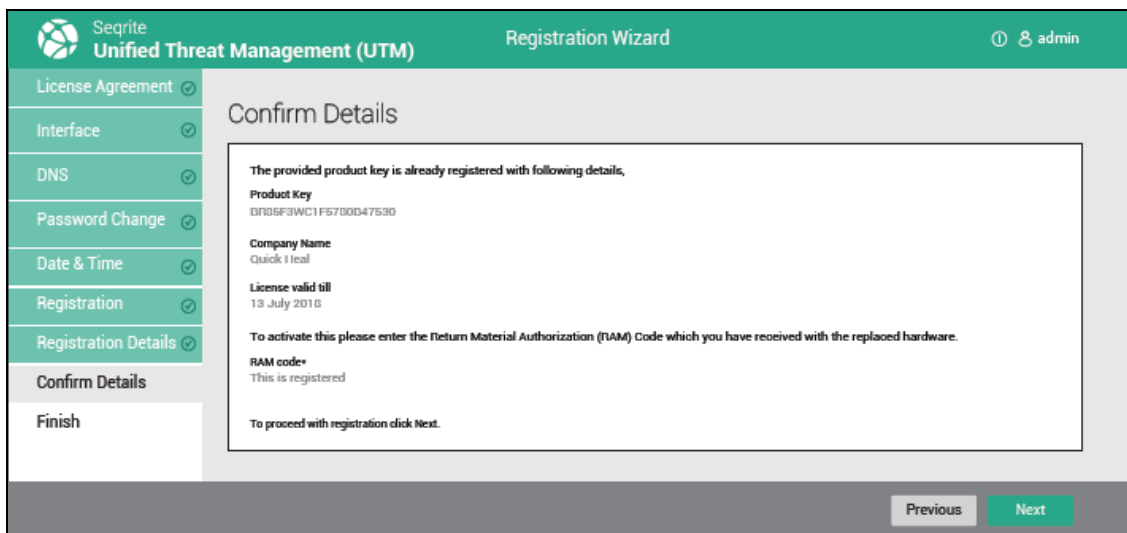 Seqrite
Unified Threat Management (UTM)
Registration Wizard
admin
License Agreement
Interface
DNS
Password Change
Date & Time
Registration
Registration Details
Confirm Details
Finish
Confirm Details
The provided product key is already registered with following details,
Product Key
Company Name
Quick Heal
License valid till
13 July 2018
To activate this please enter the Return Material Authorization (RAM) Code which you have received with the replaced hardware.
RAM code*
This is registered
To proceed with registration click Next.
Previous
Next